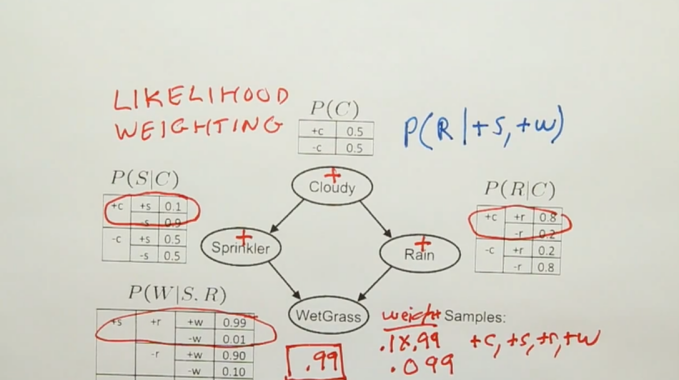 LIKELIHOOD
WEIGHTING
P(C)
+c 0.5
-c 0.5
P(R|+s,+w)
P(S|C)
+c +s 0.1
-s 0.9
-c +s 0.5
-s 0.5
Cloudy
+
P(R|C)
+c +r 0.8
-r 0.2
-c +r 0.2
-r 0.8
Sprinkler
+
Rain
+
P(W|S.R)
+s +r +w 0.99
-w 0.01
-r +w 0.90
-w 0.10
WetGrass
weight Samples:
.1x.99 +c,+s,+r,+w
.099
.99